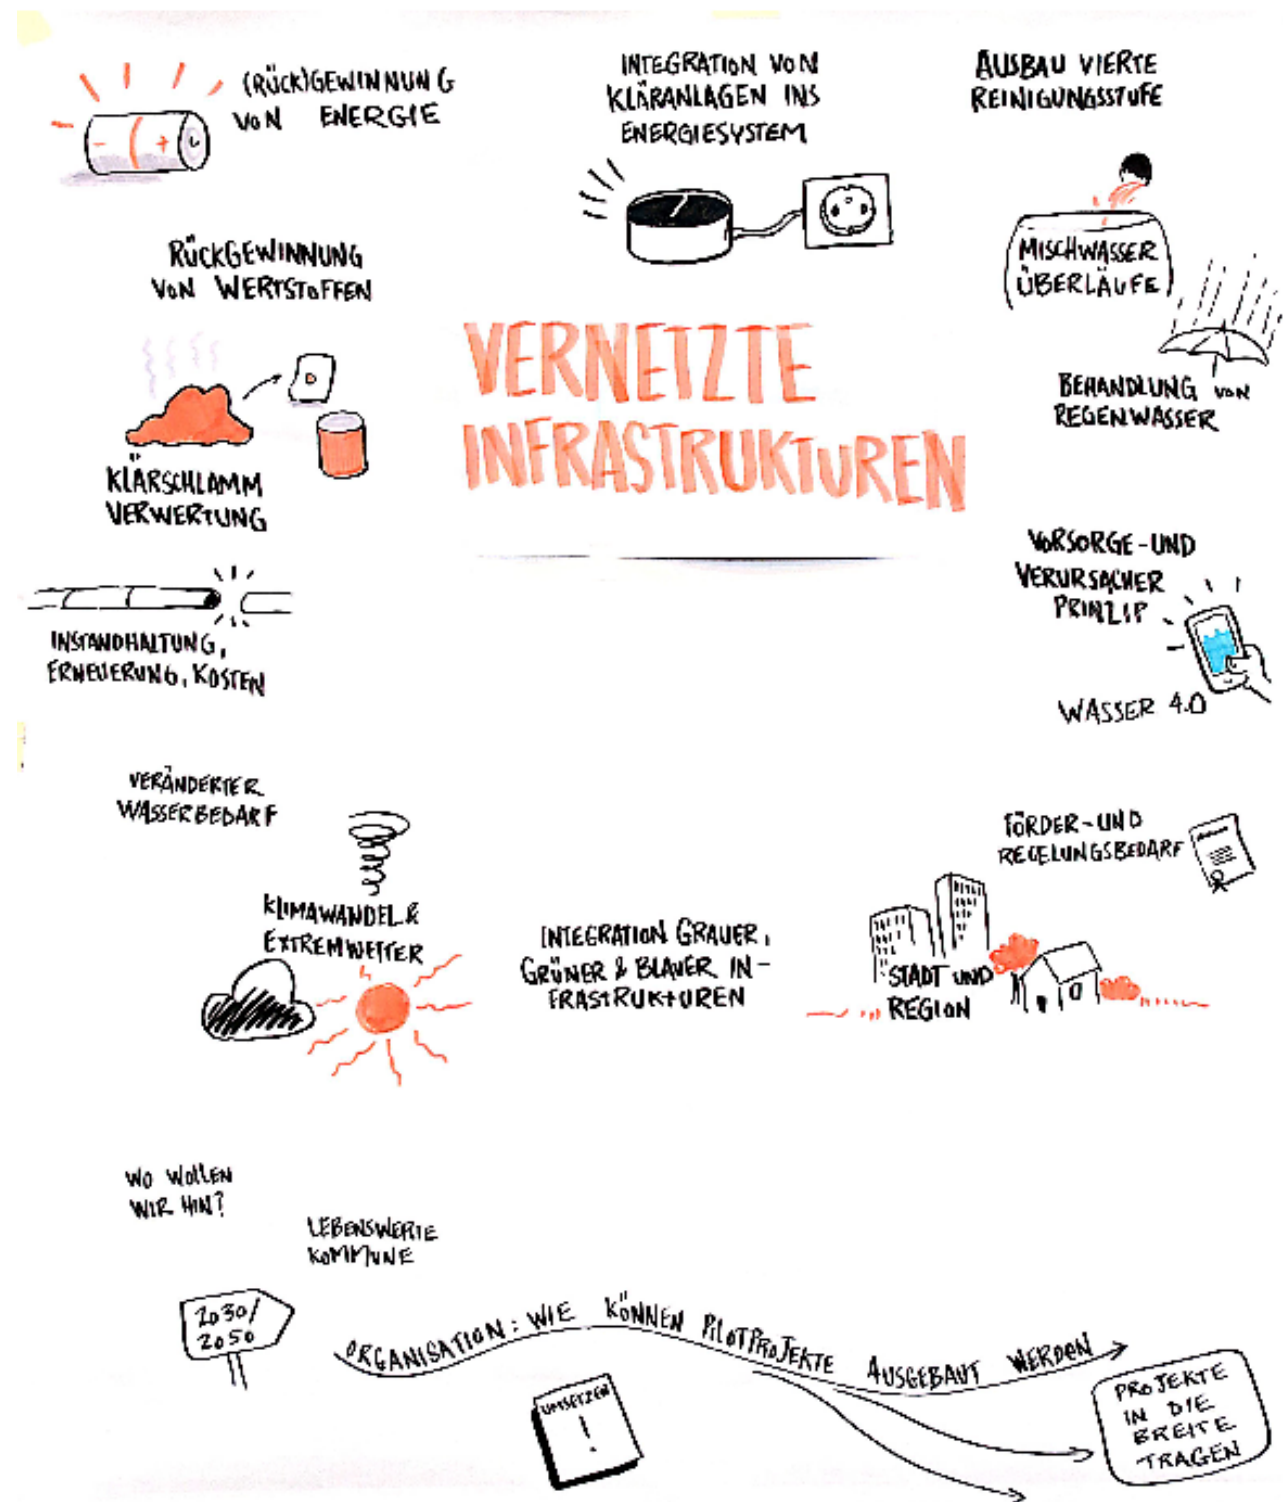 (RÜCK)GEWINNUNG
VON ENERGIE
INTEGRATION VON
KLÄRANLAGEN INS
ENERGIESYSTEM
AUSBAU VIERTE
REINIGUNGSSTUFE
MISCHWASSER
ÜBERLÄUFE
BEHANDLUNG VON
REGENWASSER
RÜCKGEWINNUNG
VON WERTSTOFFEN
VERNETZTE
INFRASTRUKTUREN
KLÄRSCHLAMM
VERWERTUNG
INSTANDHALTUNG,
ERNEUERUNG, KOSTEN
VORSORGE-UND
VERURSACHER
PRINZIP
WASSER 4.0
VERÄNDERTER
WASSERBEDARF
KLIMAWANDEL &
EXTREMWETTER
INTEGRATION GRAUER,
GRÜNER & BLAUER IN-
FRASTRUKTUREN
FÖRDER-UND
REGELUNGSBEDARF
STADT UND
REGION
WO WOLLEN
WIR HIN?
LEBENSWERTE
KOMMUNE
2030/
2050
ORGANISATION: WIE KÖNNEN PILOTPROJEKTE AUSGEBAUT WERDEN
UMSETZEN
!
PROJEKTE
IN DIE
BREITE
TRAGEN